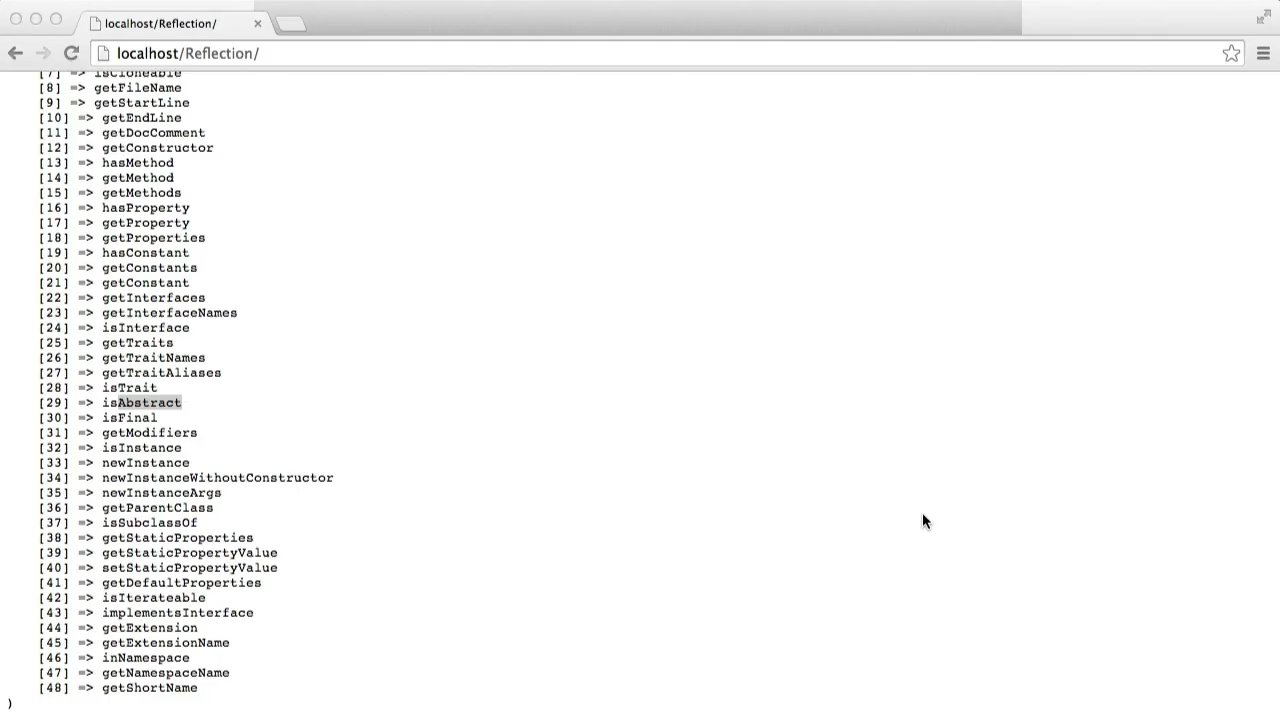 localhost/Reflection/
localhost/Reflection/
[7] => isCloneable
[8] => getFileName
[9] => getStartLine
[10] => getEndLine
[11] => getDocComment
[12] => getConstructor
[13] => hasMethod
[14] => getMethod
[15] => getMethods
[16] => hasProperty
[17] => getProperty
[18] => getProperties
[19] => hasConstant
[20] => getConstants
[21] => getConstant
[22] => getInterfaces
[23] => getInterfaceNames
[24] => isInterface
[25] => getTraits
[26] => getTraitNames
[27] => getTraitAliases
[28] => isTrait
[29] => isAbstract
[30] => isFinal
[31] => getModifiers
[32] => isInstance
[33] => newInstance
[34] => newInstanceWithoutConstructor
[35] => newInstanceArgs
[36] => getParentClass
[37] => isSubclassOf
[38] => getStaticProperties
[39] => getStaticPropertyValue
[40] => setStaticPropertyValue
[41] => getDefaultProperties
[42] => isIterateable
[43] => implementsInterface
[44] => getExtension
[45] => getExtensionName
[46] => inNamespace
[47] => getNamespaceName
[48] => getShortName
)